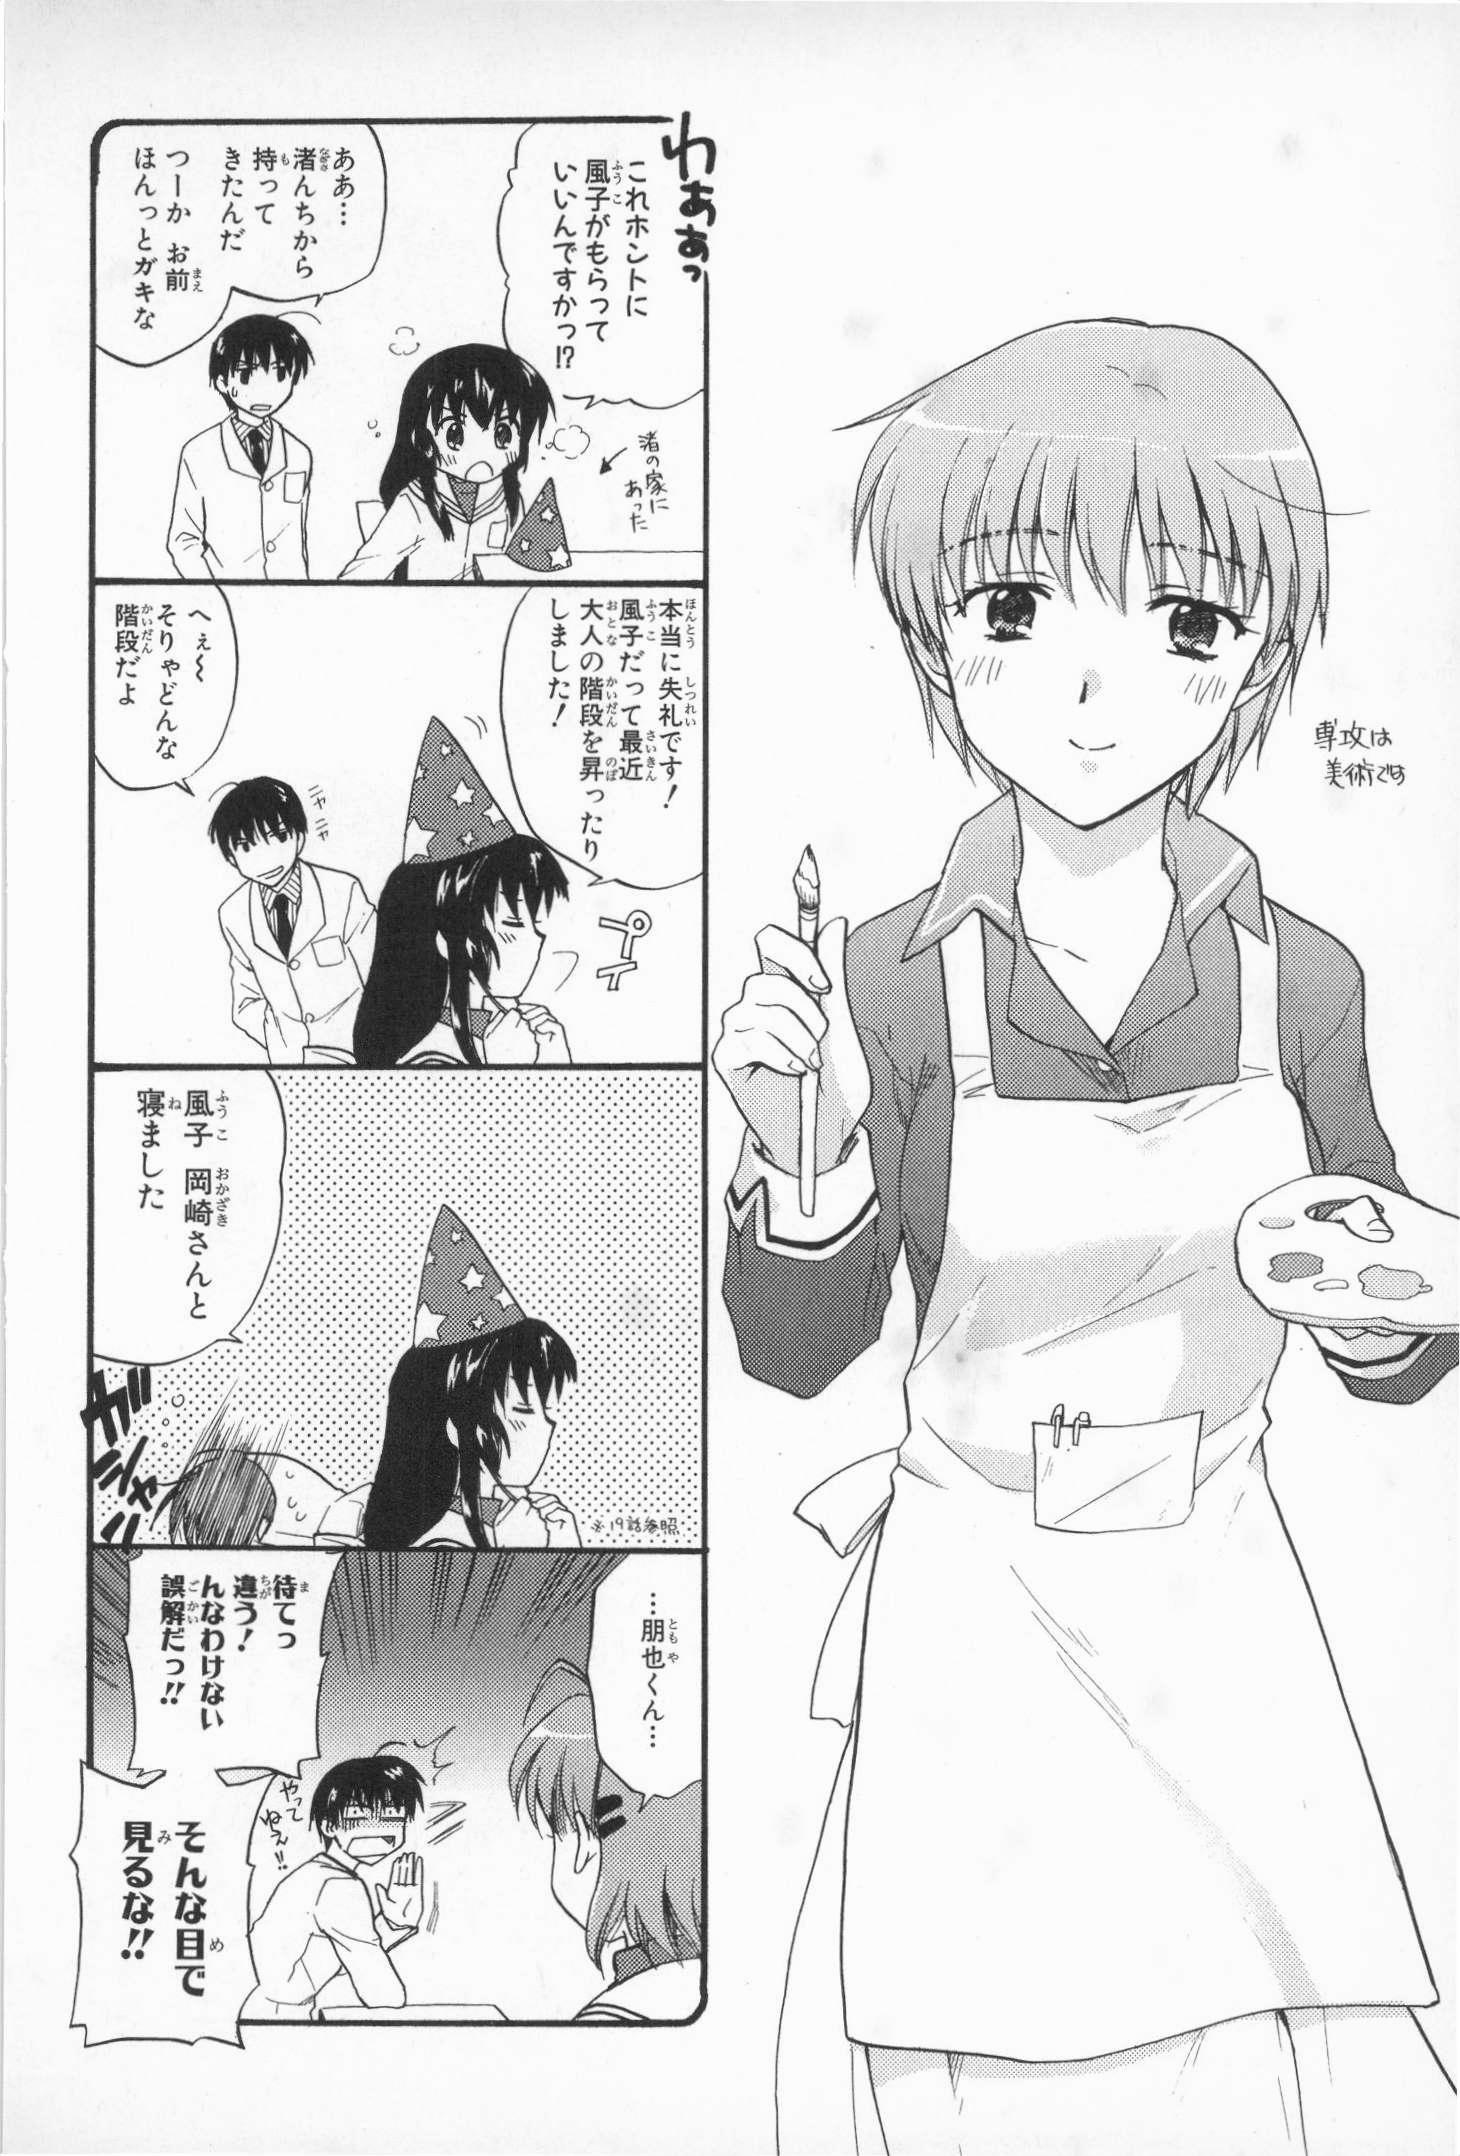 専攻は
美術です
わぁぁっ
これホントに
風子がもらって
いいんですかっ!?
ああ…
渚んちから
持って
きたんだ
つーか お前
ほんっとガキな
渚の家に
あった
本当に失礼です!
風子だって最近
大人の階段を昇ったり
しました!
へぇ〜
そりゃどんな
階段だよ
ニャ
ニャ
プイ
風子 岡崎さんと
寝ました
ガシャン
※19話参照
…朋也くん…
待てっ
違う!
んなわけない
誤解だっ!!
やって
ねぇ!!
そんな目で
見るな!!